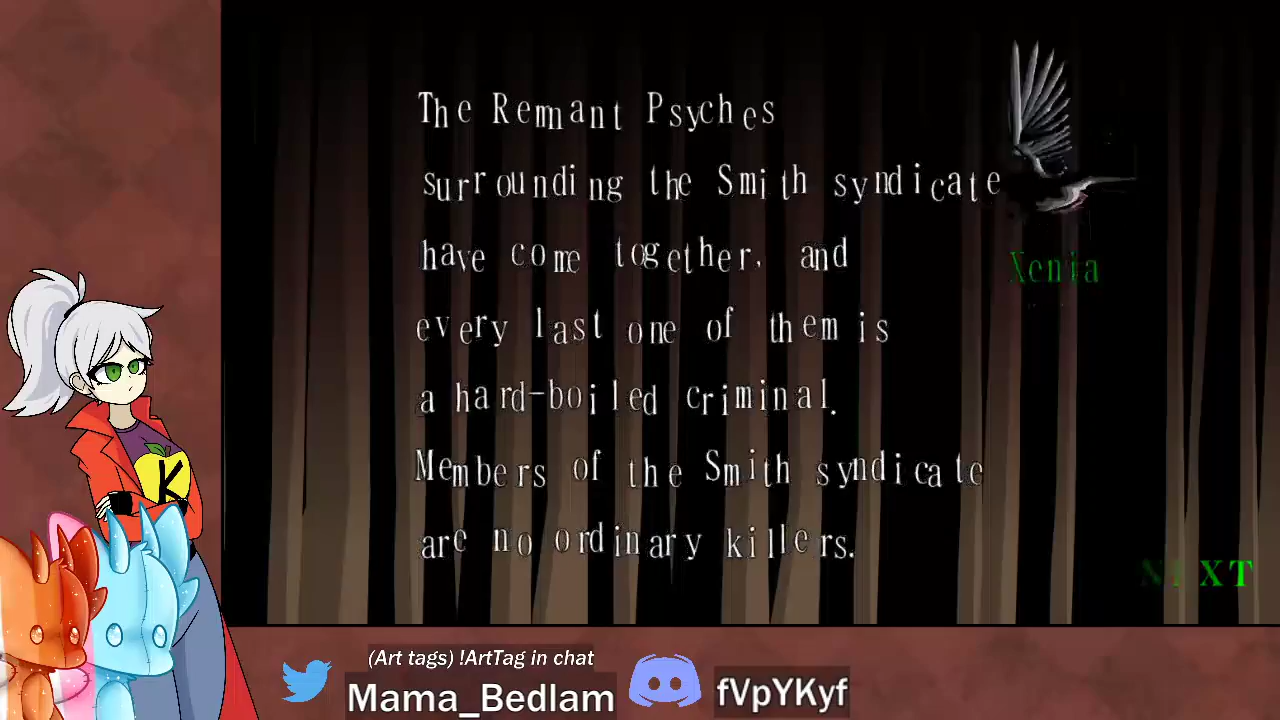 The Remnant Psyches
surrounding the Smith syndicate
have come together, and
every last one of them is
a hard-boiled criminal.
Members of the Smith syndicate
are no ordinary killers.
Xenia
NEXT
K
(Art tags) !ArtTag in chat
Mama_Bedlam
fVpYKyf